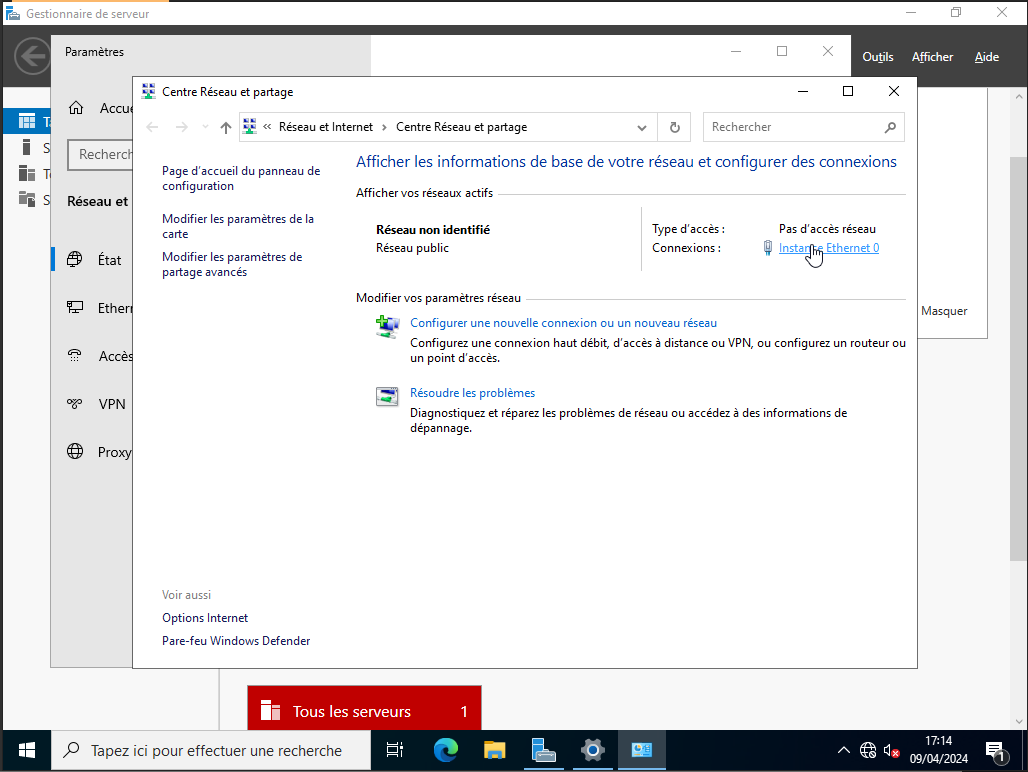 Gestionnaire de serveur
Outils
Afficher
Aide
Paramètres
Centre Réseau et partage
Réseau et Internet
Centre Réseau et partage
Rechercher
Réseau et
État
VPN
Proxy
Page d'accueil du panneau de
configuration
Modifier les paramètres de la
carte
Modifier les paramètres de
partage avancés
Afficher les informations de base de votre réseau et configurer des connexions
Afficher vos réseaux actifs
Réseau non identifié
Réseau public
Type d'accès :
Pas d'accès réseau
Connexions :
Instance Ethernet 0
Modifier vos paramètres réseau
Configurer une nouvelle connexion ou un nouveau réseau
Configurez une connexion haut débit, d'accès à distance ou VPN, ou configurez un routeur ou
un point d'accès.
Résoudre les problèmes
Diagnostiquez et réparez les problèmes de réseau ou accédez à des informations de
dépannage.
Masquer
Voir aussi
Options Internet
Pare-feu Windows Defender
Tous les serveurs 1
Tapez ici pour effectuer une recherche
17:14
09/04/2024
1